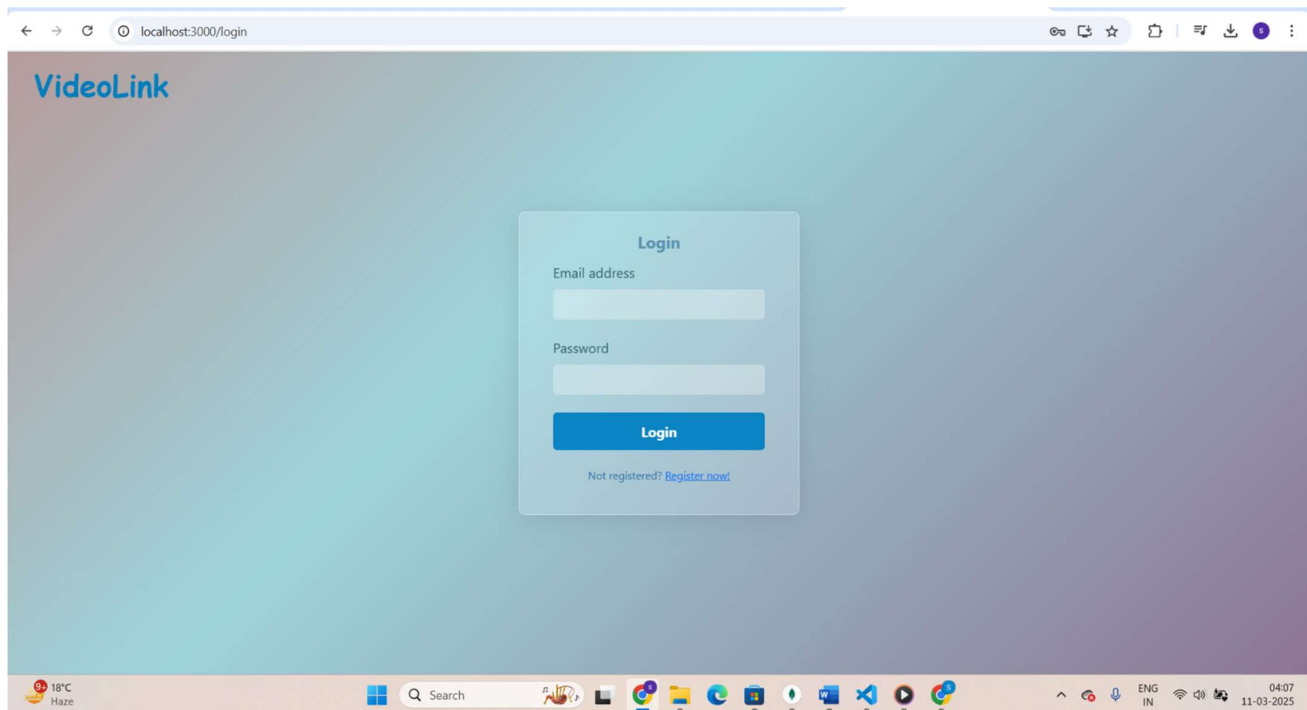 localhost:3000/login
S
VideoLink
Login
Email address
Password
Login
Not registered? Register now!
9+
18°C
Haze
Search
ENG
IN
04:07
11-03-2025